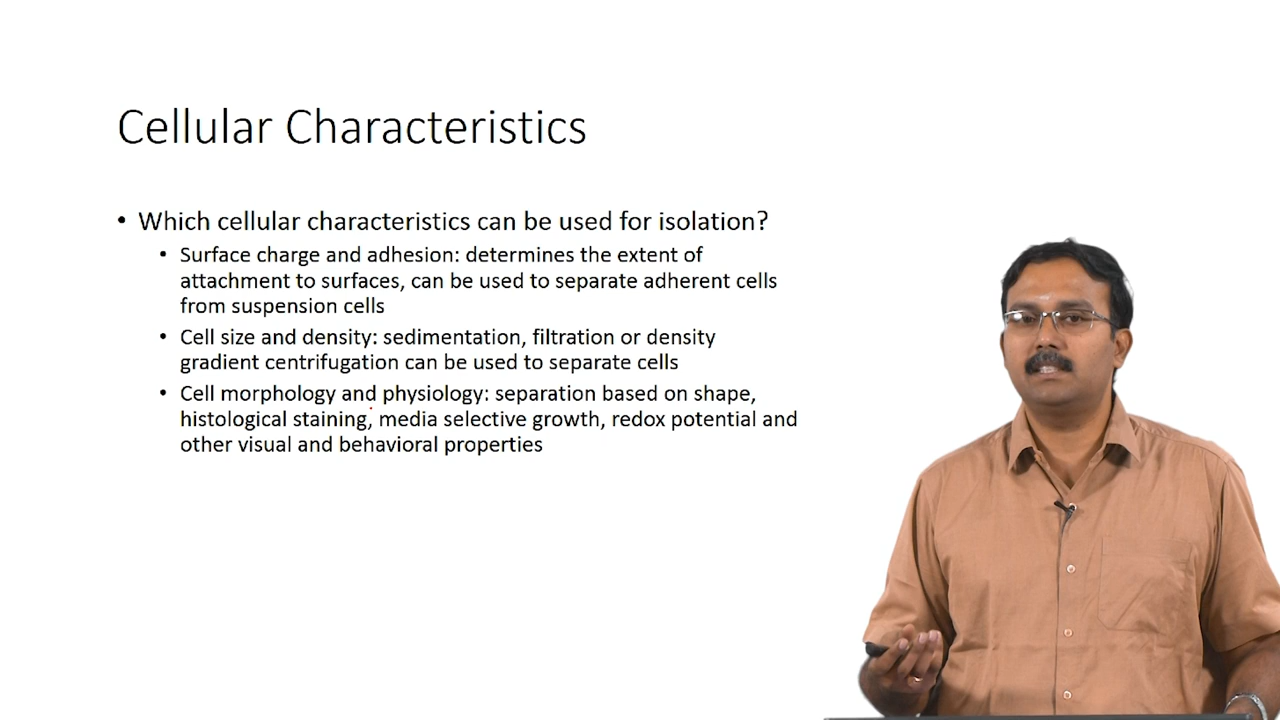 Cellular Characteristics
• Which cellular characteristics can be used for isolation?
• Surface charge and adhesion: determines the extent of
attachment to surfaces, can be used to separate adherent cells
from suspension cells
• Cell size and density: sedimentation, filtration or density
gradient centrifugation can be used to separate cells
• Cell morphology and physiology: separation based on shape,
histological staining, media selective growth, redox potential and
other visual and behavioral properties